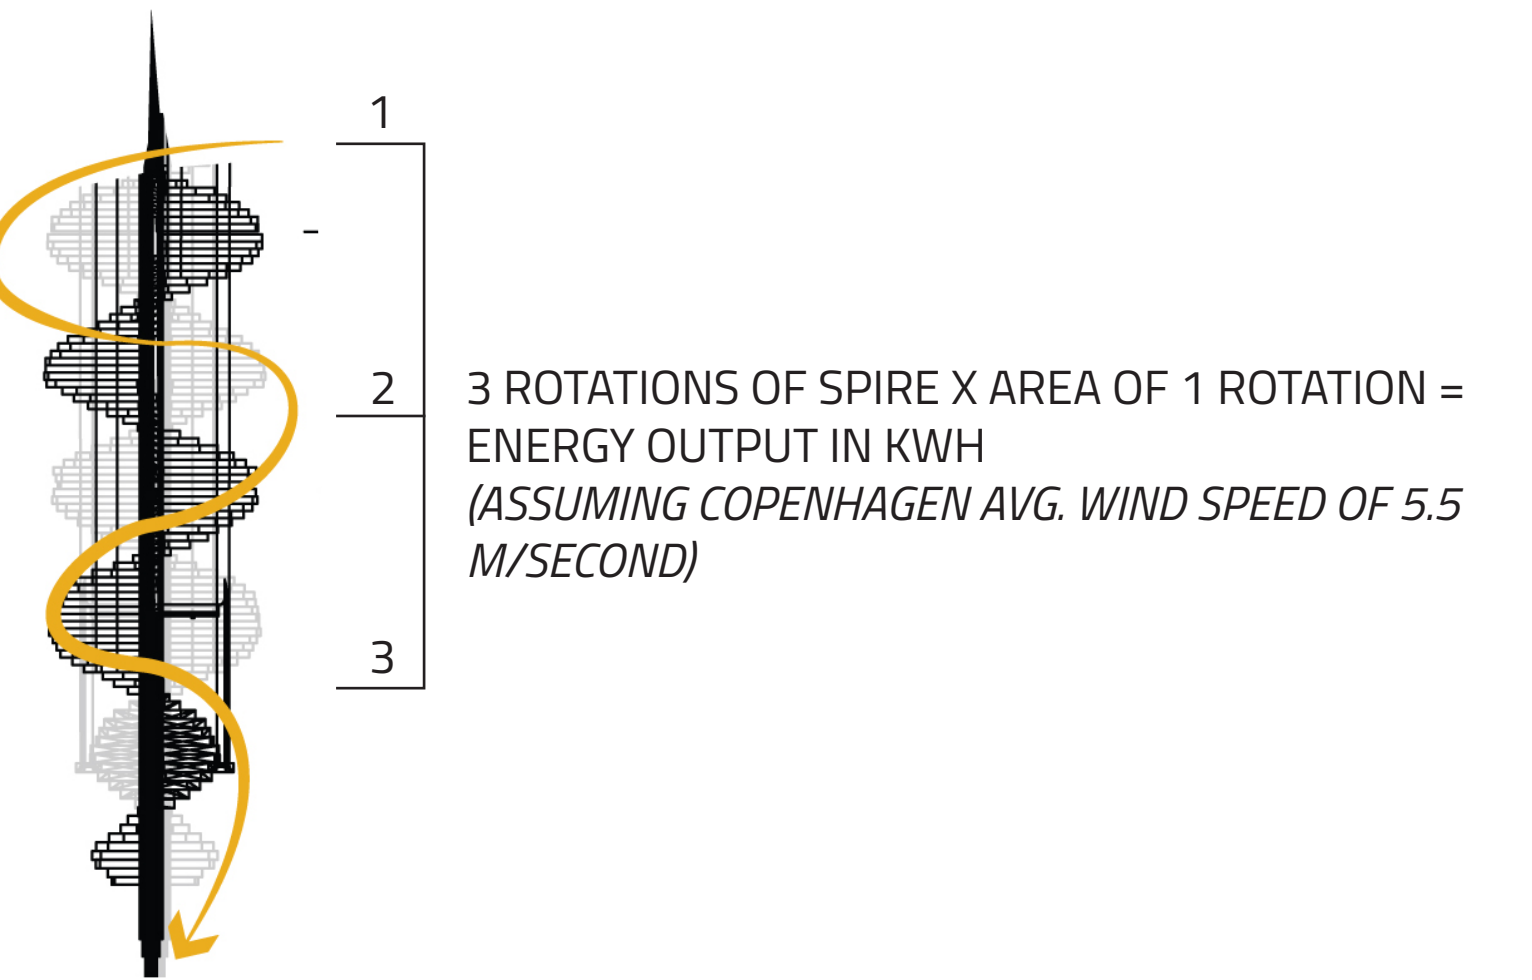 1
2
3 ROTATIONS OF SPIRE X AREA OF 1 ROTATION =
ENERGY OUTPUT IN KWH
(ASSUMING COPENHAGEN AVG. WIND SPEED OF 5.5
M/SECOND)
3